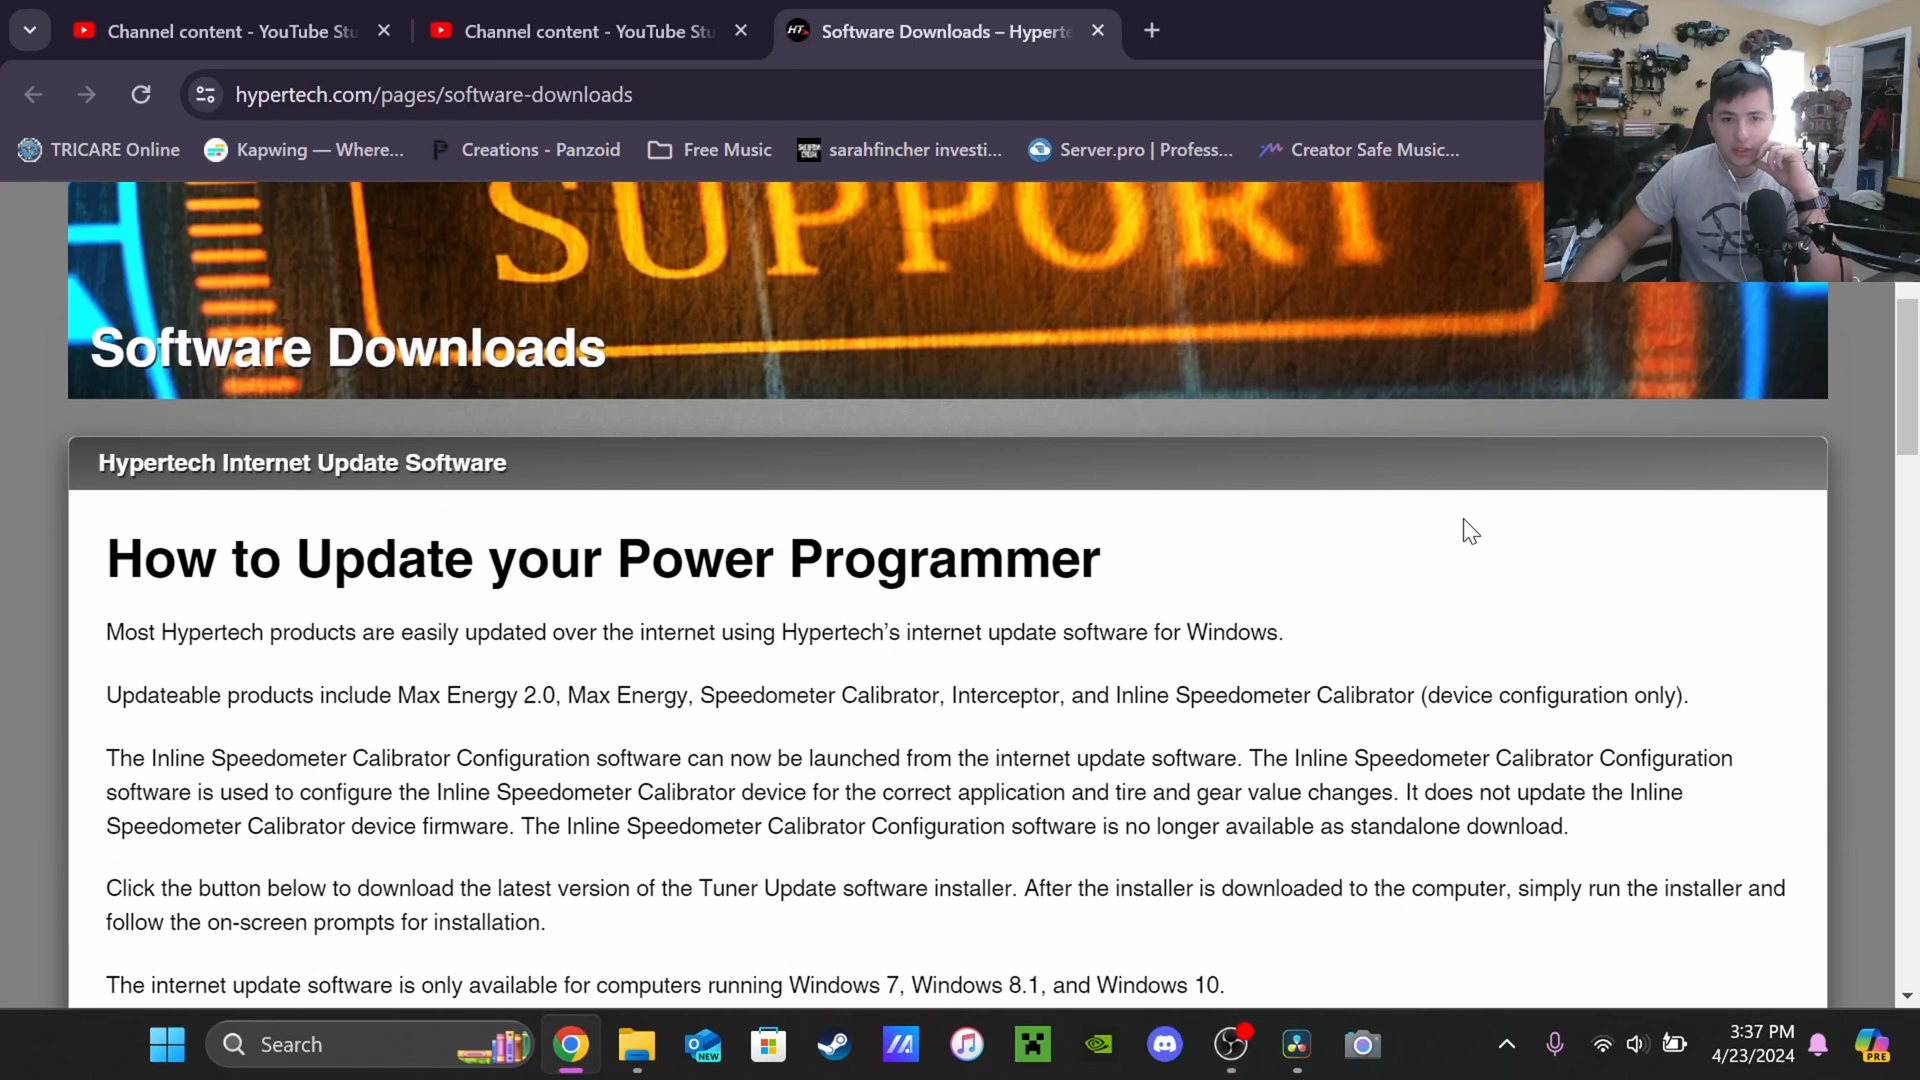 Channel content - YouTube Stu
Channel content - YouTube Stu
HT
Software Downloads – Hyperte
hypertech.com/pages/software-downloads
TRICARE Online
Kapwing — Where...
Creations - Panzoid
Free Music
sarahfincher investi...
Server.pro | Profess...
Creator Safe Music...
SUPPORT
Software Downloads
Hypertech Internet Update Software
How to Update your Power Programmer
Most Hypertech products are easily updated over the internet using Hypertech’s internet update software for Windows.
Updateable products include Max Energy 2.0, Max Energy, Speedometer Calibrator, Interceptor, and Inline Speedometer Calibrator (device configuration only).
The Inline Speedometer Calibrator Configuration software can now be launched from the internet update software. The Inline Speedometer Calibrator Configuration
software is used to configure the Inline Speedometer Calibrator device for the correct application and tire and gear value changes. It does not update the Inline
Speedometer Calibrator device firmware. The Inline Speedometer Calibrator Configuration software is no longer available as standalone download.
Click the button below to download the latest version of the Tuner Update software installer. After the installer is downloaded to the computer, simply run the installer and
follow the on-screen prompts for installation.
The internet update software is only available for computers running Windows 7, Windows 8.1, and Windows 10.
Search
NEW
3:37 PM
4/23/2024
PRE